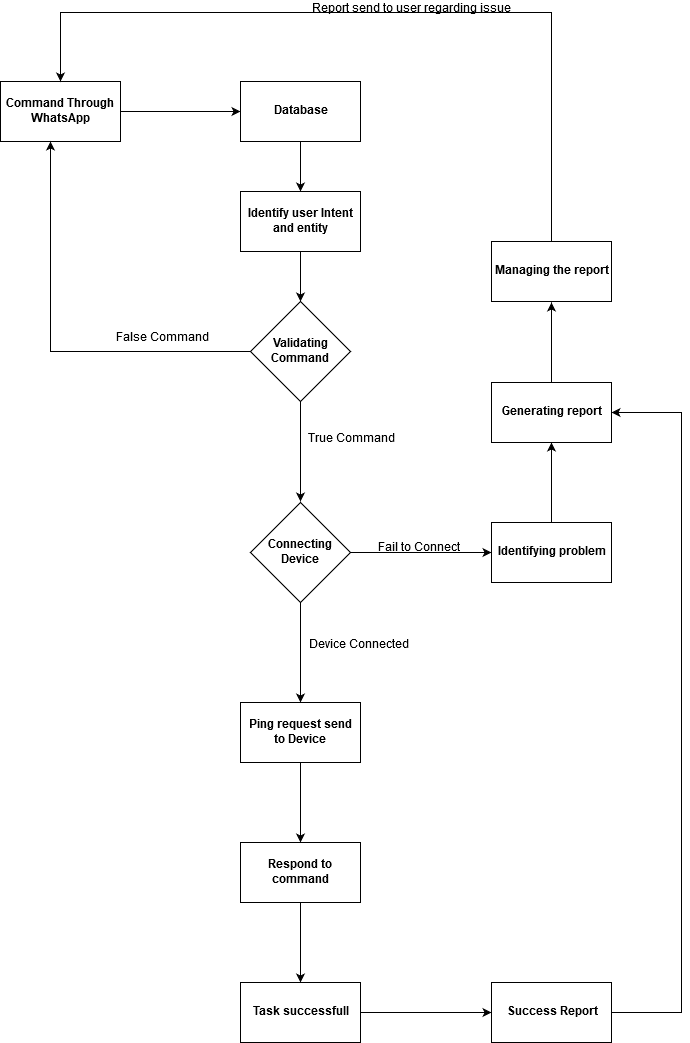 Report send to user regarding issue
Command Through
WhatsApp
Database
Identify user Intent
and entity
Managing the report
False Command
Validating
Command
Generating report
True Command
Connecting
Device
Fail to Connect
Identifying problem
Device Connected
Ping request send
to Device
Respond to
command
Task successfull
Success Report